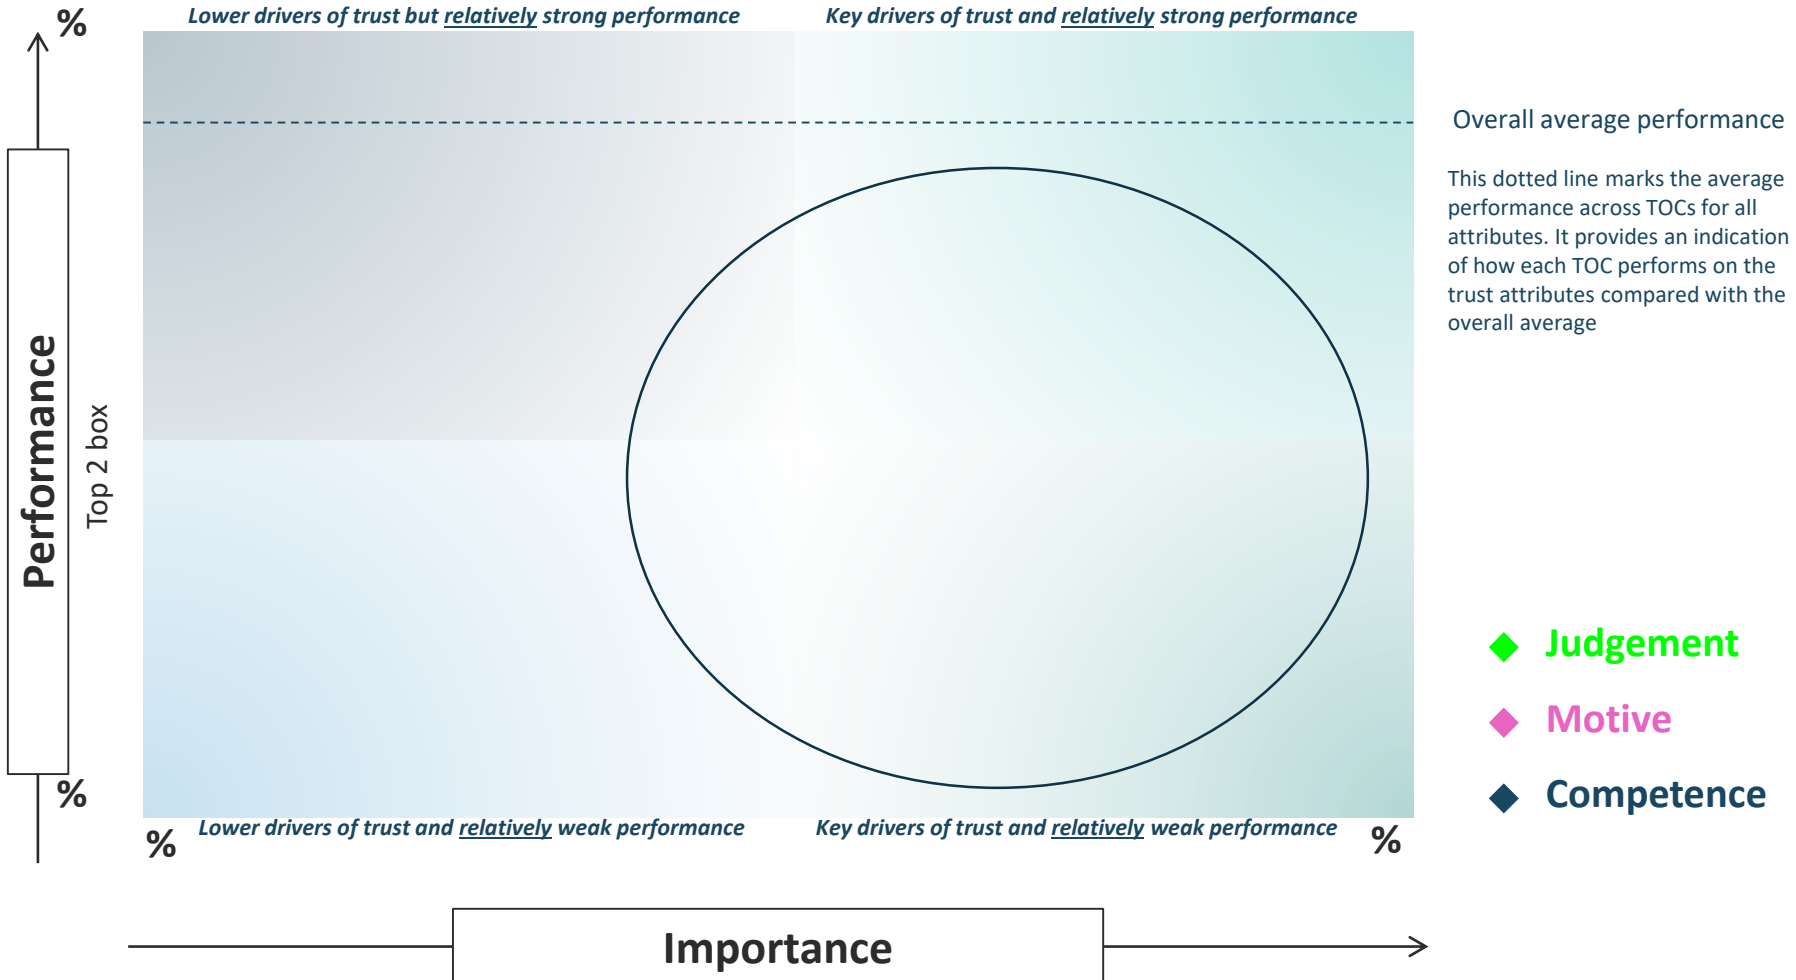 %
Lower drivers of trust but relatively strong performance
Key drivers of trust and relatively strong performance
Overall average performance
This dotted line marks the average
performance across TOCs for all
attributes. It provides an indication
of how each TOC performs on the
trust attributes compared with the
overall average
Performance
Top 2 box
Judgement
Motive
Competence
%
%
Lower drivers of trust and relatively weak performance
Key drivers of trust and relatively weak performance
%
Importance